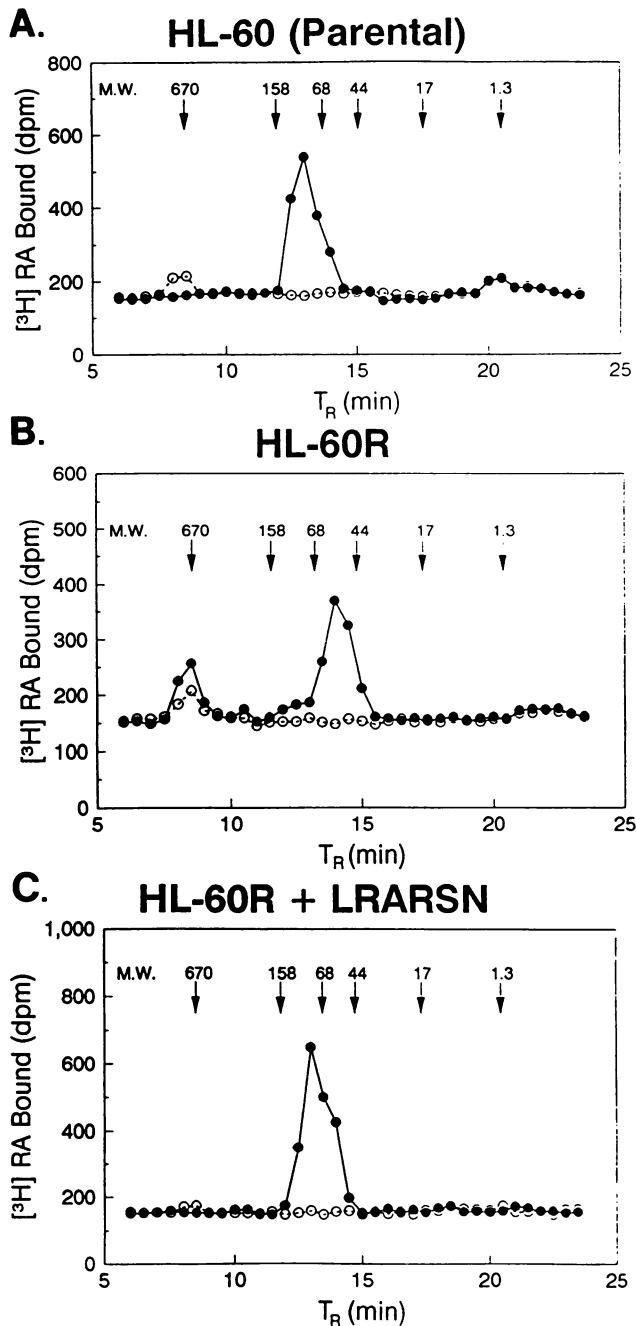 A.
HL-60 (Parental)
[³H] RA Bound (dpm)
800
600
400
200
0
M.W. 670 158 68 44 17 1.3
5 10 15 20 25
T_R (min)
B.
HL-60R
[³H] RA Bound (dpm)
600
500
400
300
200
100
0
M.W. 670 158 68 44 17 1.3
5 10 15 20 25
T_R (min)
C.
HL-60R + LRARSN
[³H] RA Bound (dpm)
1,000
800
600
400
200
0
M.W. 670 158 68 44 17 1.3
5 10 15 20 25
T_R (min)